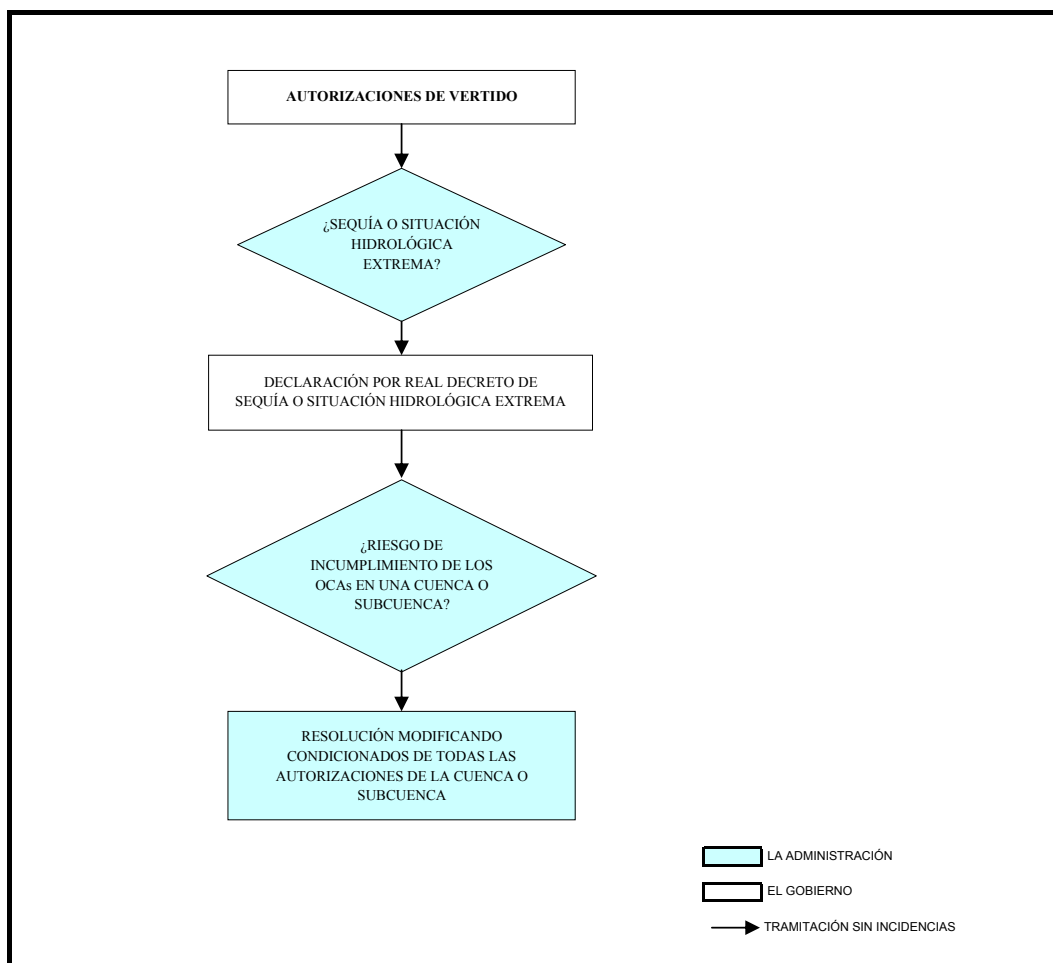 AUTORIZACIONES DE VERTIDO
¿SEQUÍA O SITUACIÓN
HIDROLÓGICA
EXTREMA?
DECLARACIÓN POR REAL DECRETO DE
SEQUÍA O SITUACIÓN HIDROLÓGICA EXTREMA
¿RIESGO DE
INCUMPLIMIENTO DE LOS
OCAs EN UNA CUENCA O
SUBCUENCA?
RESOLUCIÓN MODIFICANDO
CONDICIONADOS DE TODAS LAS
AUTORIZACIONES DE LA CUENCA O
SUBCUENCA
LA ADMINISTRACIÓN
EL GOBIERNO
TRAMITACIÓN SIN INCIDENCIAS